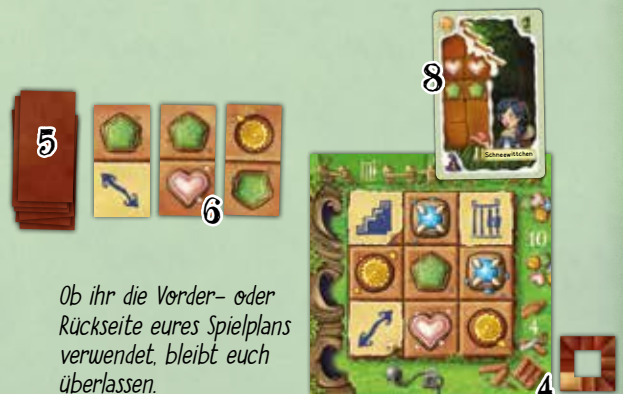 8
5
Schneewittchen
6
10
Ob ihr die Vorder- oder
Rückseite eures Spielplans
verwendet, bleibt euch
überlassen.
4
4